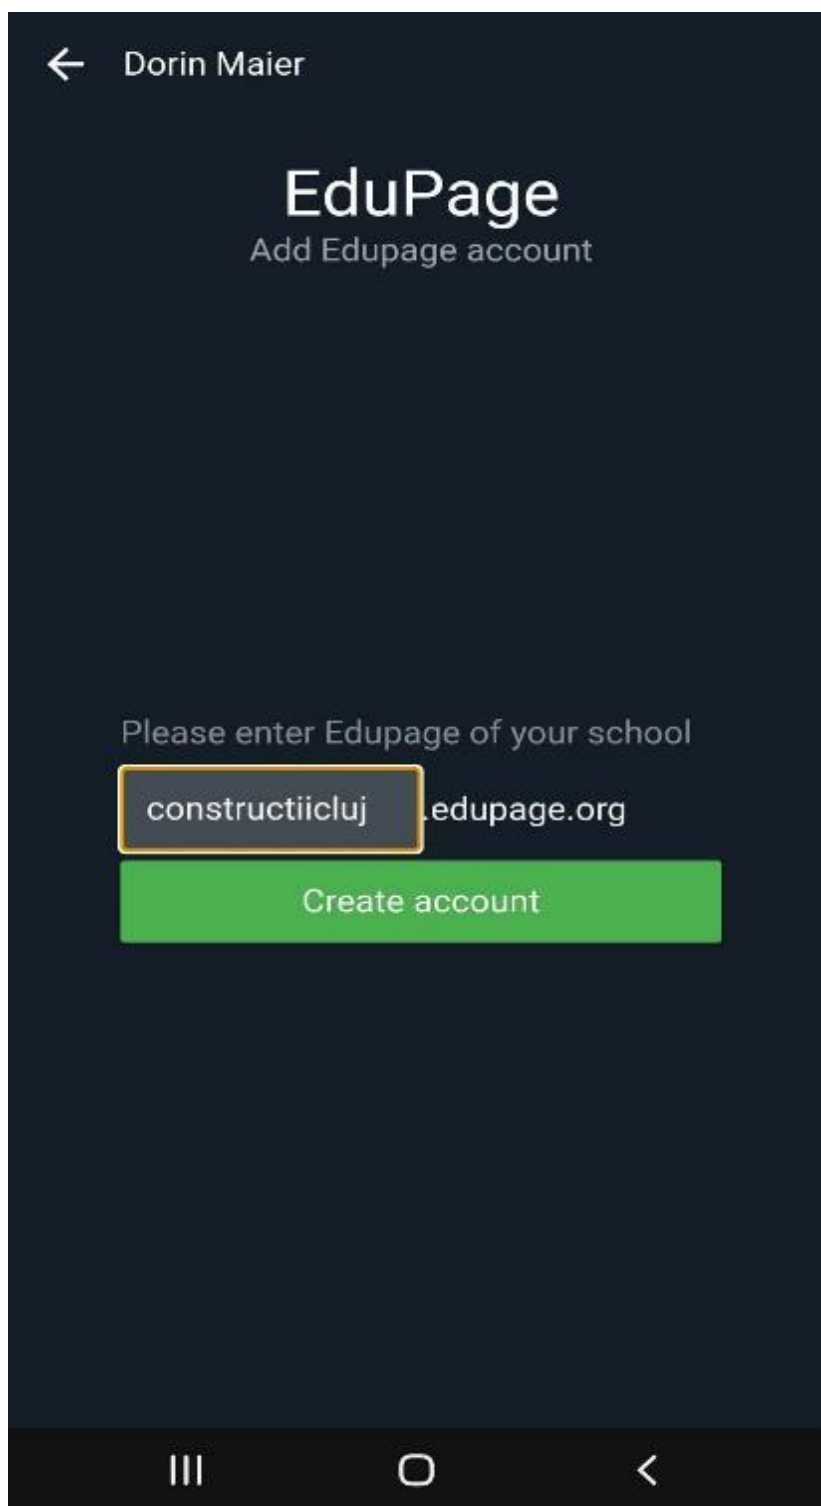 Dorin Maier
EduPage
Add Edupage account
Please enter Edupage of your school
constructiicluj .edupage.org
Create account